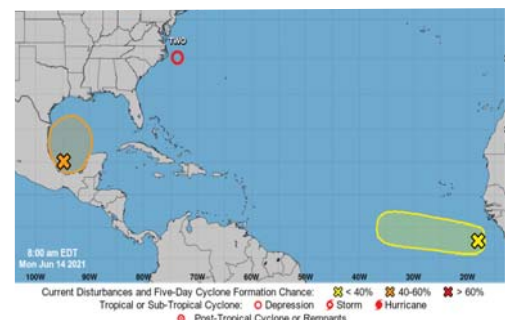 TWO
8:00 am EDT
Mon Jun 14 2021
100W 90W 80W 70W 60W 50W 40W 30W 20W
Current Disturbances and Five-Day Cyclone Formation Chance: < 40% 40-60% > 60%
Tropical or Sub-Tropical Cyclone: Depression Storm Hurricane
Post-Tropical Cyclone or Remnants